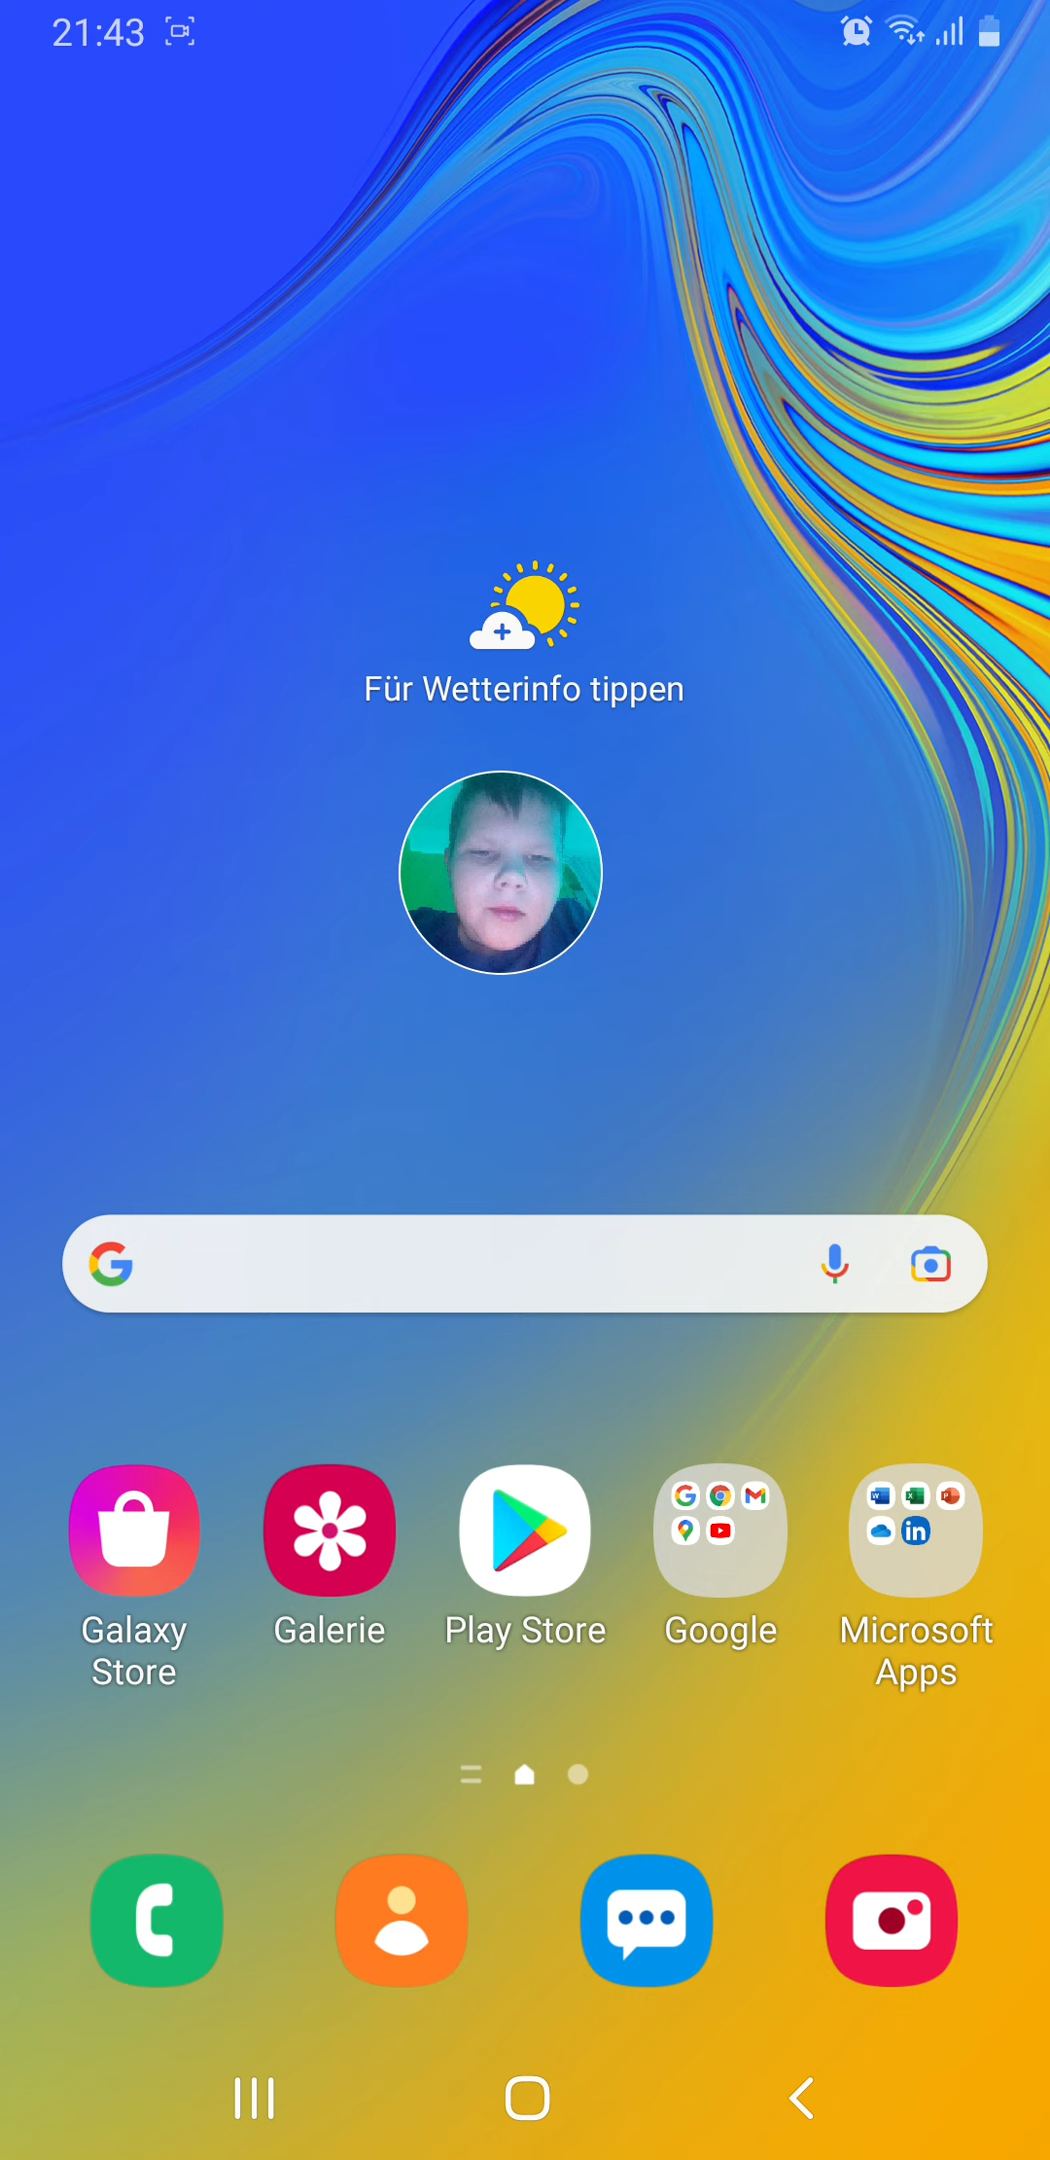 21:43
Für Wetterinfo tippen
Galaxy
Store
Galerie
Play Store
Google
Microsoft
Apps